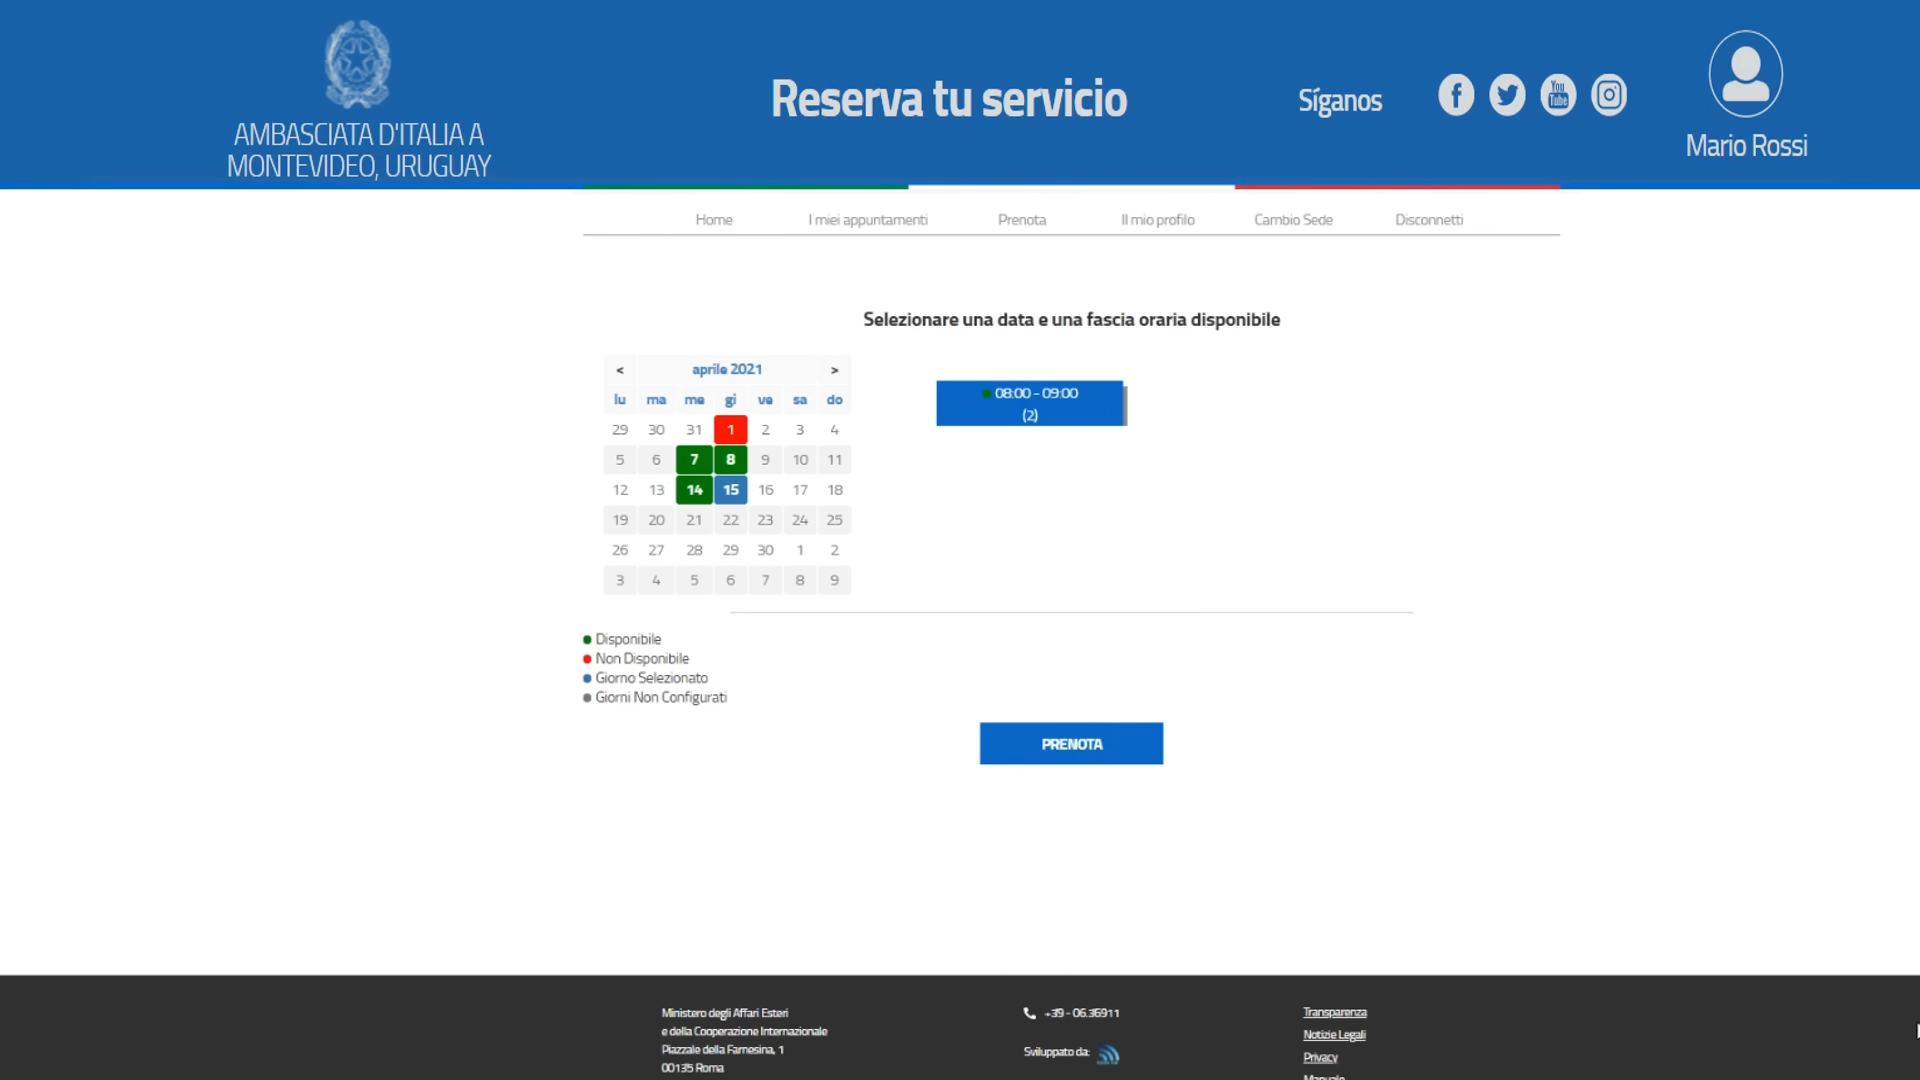 AMBASCIATA D'ITALIA A
MONTEVIDEO, URUGUAY
Reserva tu servicio
Síganos
You
Tube
Mario Rossi
Home I miei appuntamenti Prenota Il mio profilo Cambio Sede Disconnetti
Selezionare una data e una fascia oraria disponibile
< aprile 2021 >
lu ma me gi ve sa do
29 30 31 1 2 3 4
5 6 7 8 9 10 11
12 13 14 15 16 17 18
19 20 21 22 23 24 25
26 27 28 29 30 1 2
3 4 5 6 7 8 9
08:00 - 09:00
(2)
Disponibile
Non Disponibile
Giorno Selezionato
Giorni Non Configurati
PRENOTA
Ministero degli Affari Esteri
e della Cooperazione Internazionale
Piazzale della Farnesina, 1
00135 Roma
+39 - 06.36911
Sviluppato da:
Transparenza
Notizie Legali
Privacy
Manuale